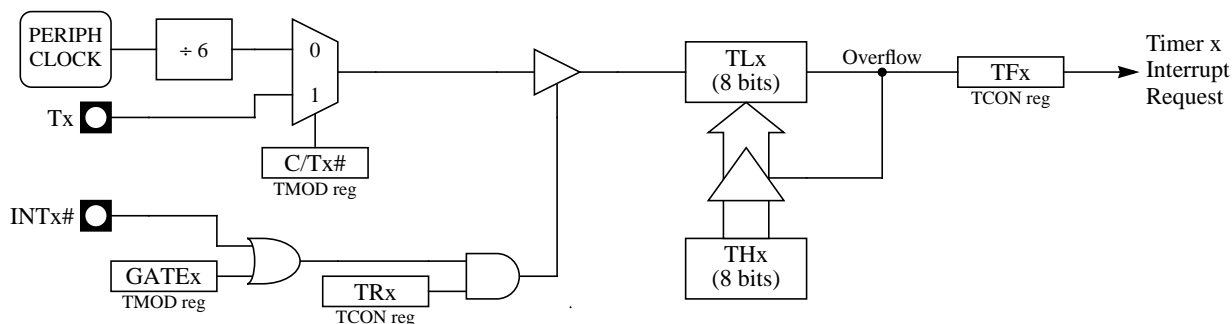 PERIPH
CLOCK
÷ 6
0
1
Tx
C/Tx#
TMOD reg
INTx#
GATEx
TMOD reg
TRx
TCON reg
TLx
(8 bits)
Overflow
TFx
TCON reg
Timer x
Interrupt
Request
THx
(8 bits)